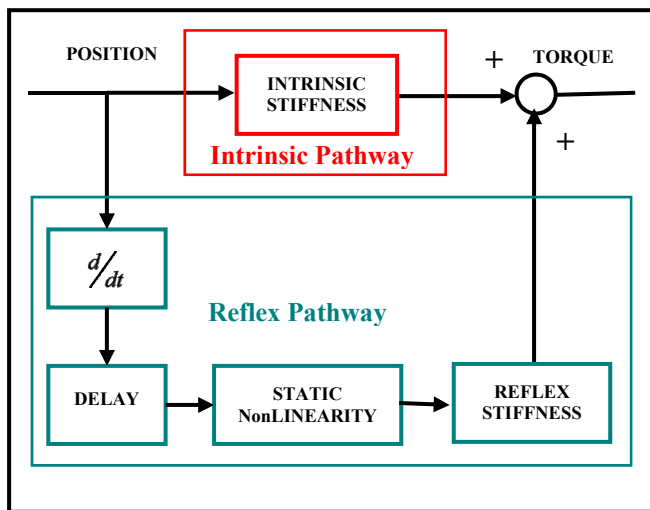 POSITION
TORQUE
+
INTRINSIC
STIFFNESS
Intrinsic Pathway
+
d/dt
Reflex Pathway
DELAY
STATIC
NonLINEARITY
REFLEX
STIFFNESS